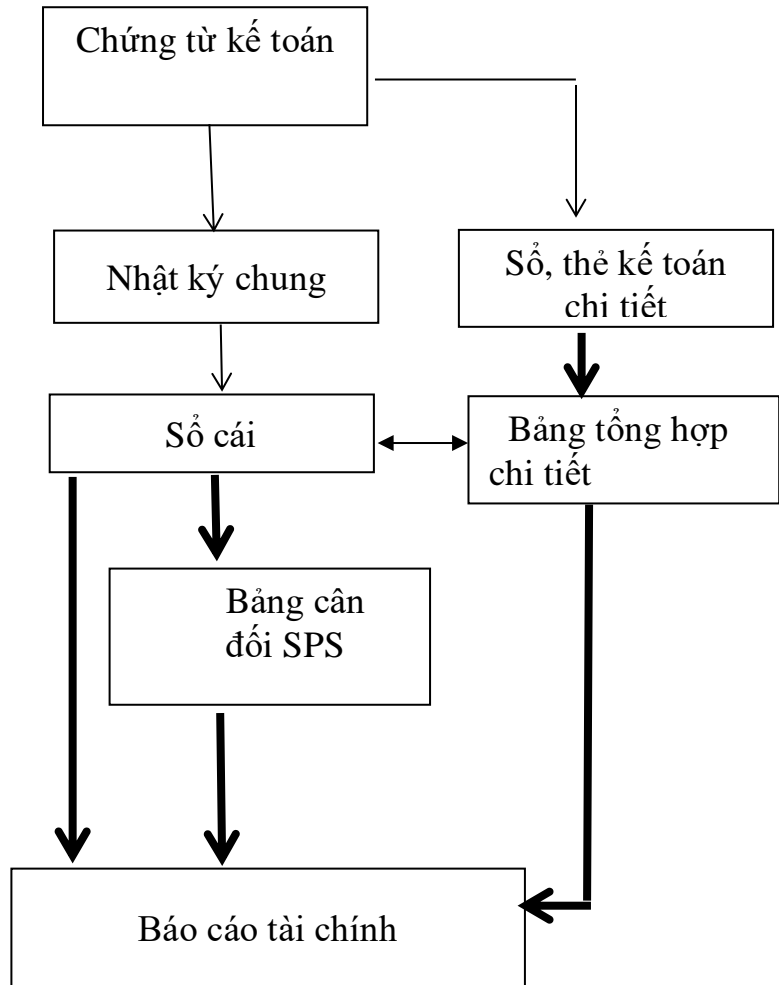 Chứng từ kế toán
Nhật ký chung
Sổ, thẻ kế toán
chi tiết
Sổ cái
Bảng tổng hợp
chi tiết
Bảng cân
đối SPS
Báo cáo tài chính